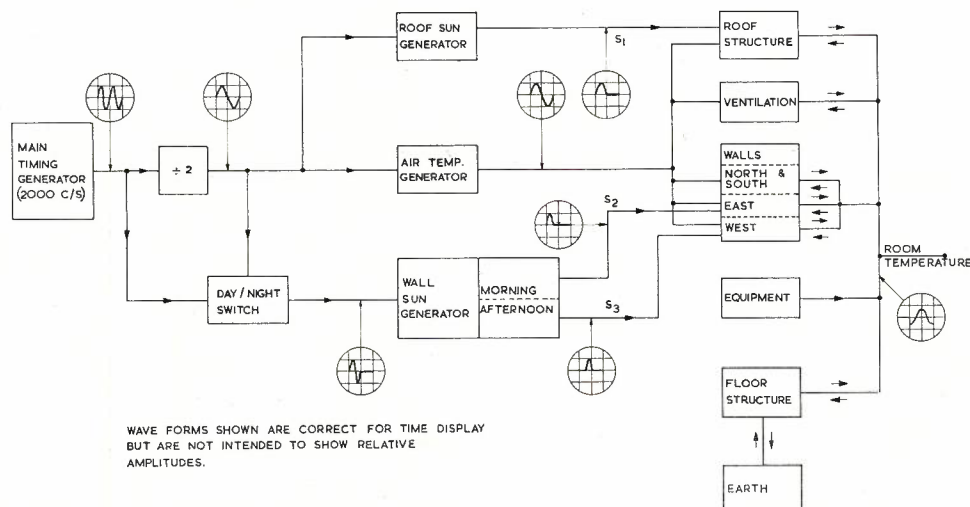 ROOF SUN
GENERATOR
S1
ROOF
STRUCTURE
VENTILATION
MAIN
TIMING
GENERATOR
(2000 C/S)
÷ 2
AIR TEMP.
GENERATOR
WALLS
NORTH &
SOUTH
EAST
WEST
S2
ROOM
TEMPERATURE
DAY / NIGHT
SWITCH
WALL
SUN
GENERATOR
MORNING
AFTERNOON
S3
EQUIPMENT
FLOOR
STRUCTURE
EARTH
WAVE FORMS SHOWN ARE CORRECT FOR TIME DISPLAY
BUT ARE NOT INTENDED TO SHOW RELATIVE
AMPLITUDES.